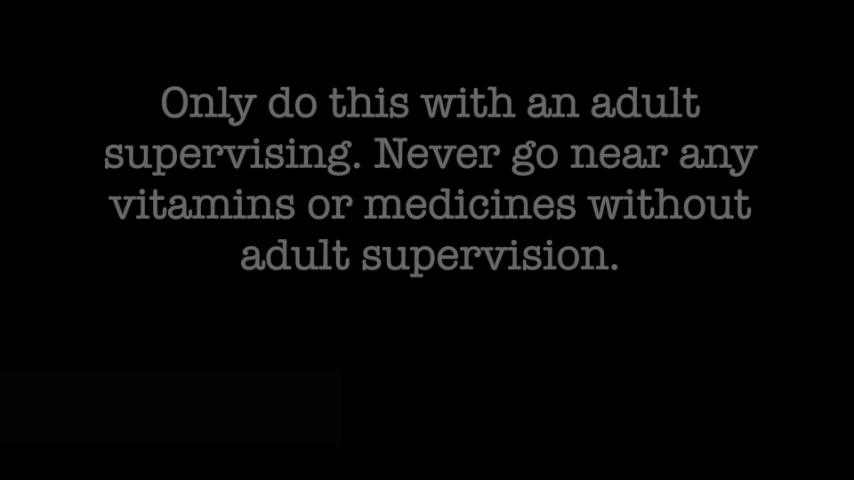 Only do this with an adult
supervising. Never go near any
vitamins or medicines without
adult supervision.